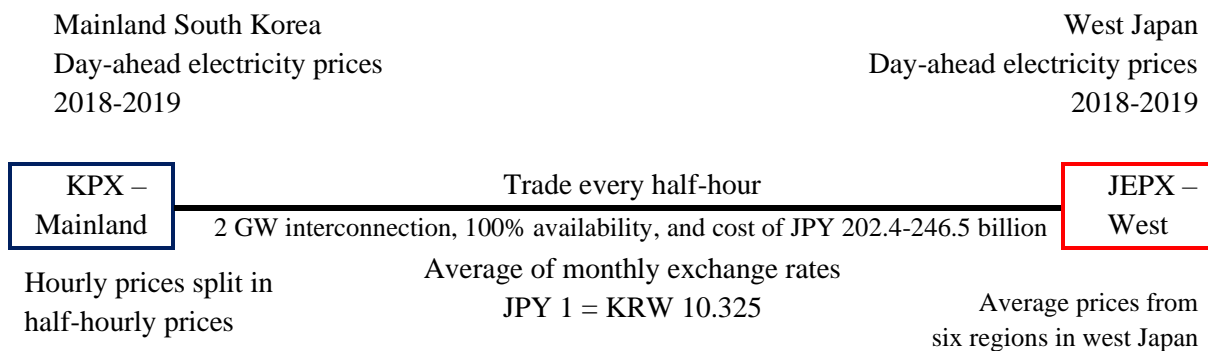 Mainland South Korea
Day-ahead electricity prices
2018-2019
West Japan
Day-ahead electricity prices
2018-2019
KPX –
Mainland
Trade every half-hour
2 GW interconnection, 100% availability, and cost of JPY 202.4-246.5 billion
JEPX –
West
Hourly prices split in
half-hourly prices
Average of monthly exchange rates
JPY 1 = KRW 10.325
Average prices from
six regions in west Japan